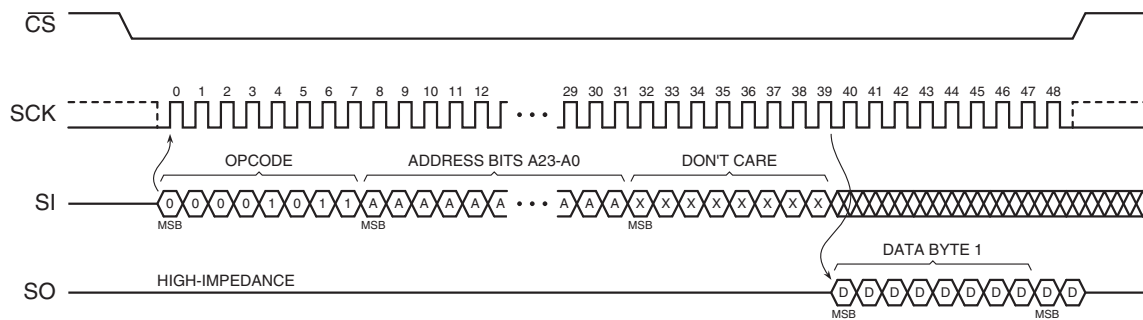 CS
SCK
0 1 2 3 4 5 6 7 8 9 10 11 12 29 30 31 32 33 34 35 36 37 38 39 40 41 42 43 44 45 46 47 48
OPCODE ADDRESS BITS A23-A0 DON'T CARE
SI
0 0 0 0 1 0 1 1 A A A A A A A A A X X X X X X X X
MSB MSB MSB
DATA BYTE 1
SO
HIGH-IMPEDANCE
D D D D D D D D D D
MSB MSB